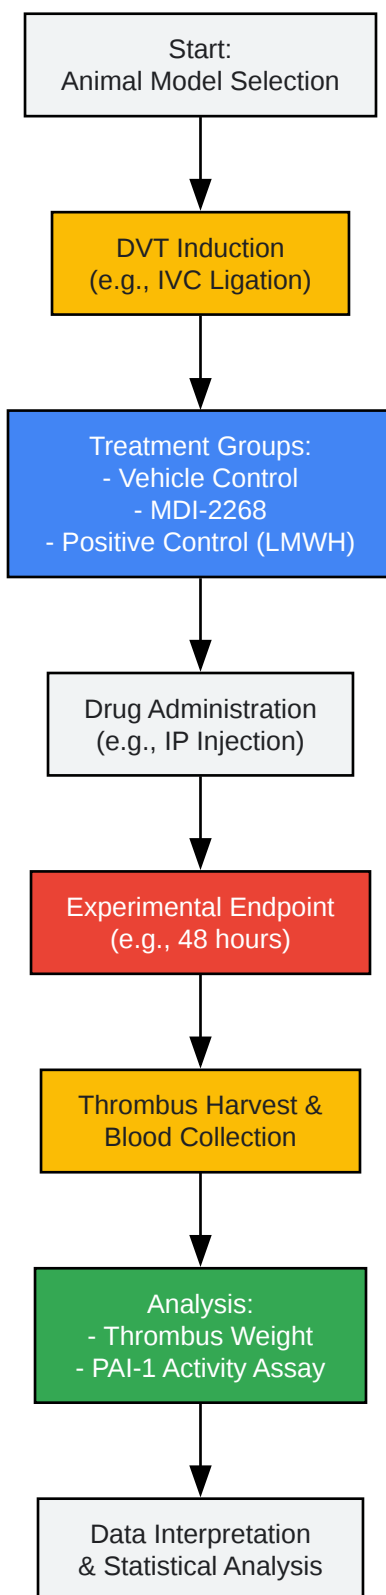 Start:
Animal Model Selection
DVT Induction
(e.g., IVC Ligation)
Treatment Groups:
- Vehicle Control
- MDI-2268
- Positive Control (LMWH)
Drug Administration
(e.g., IP Injection)
Experimental Endpoint
(e.g., 48 hours)
Thrombus Harvest &
Blood Collection
Analysis:
- Thrombus Weight
- PAI-1 Activity Assay
Data Interpretation
& Statistical Analysis